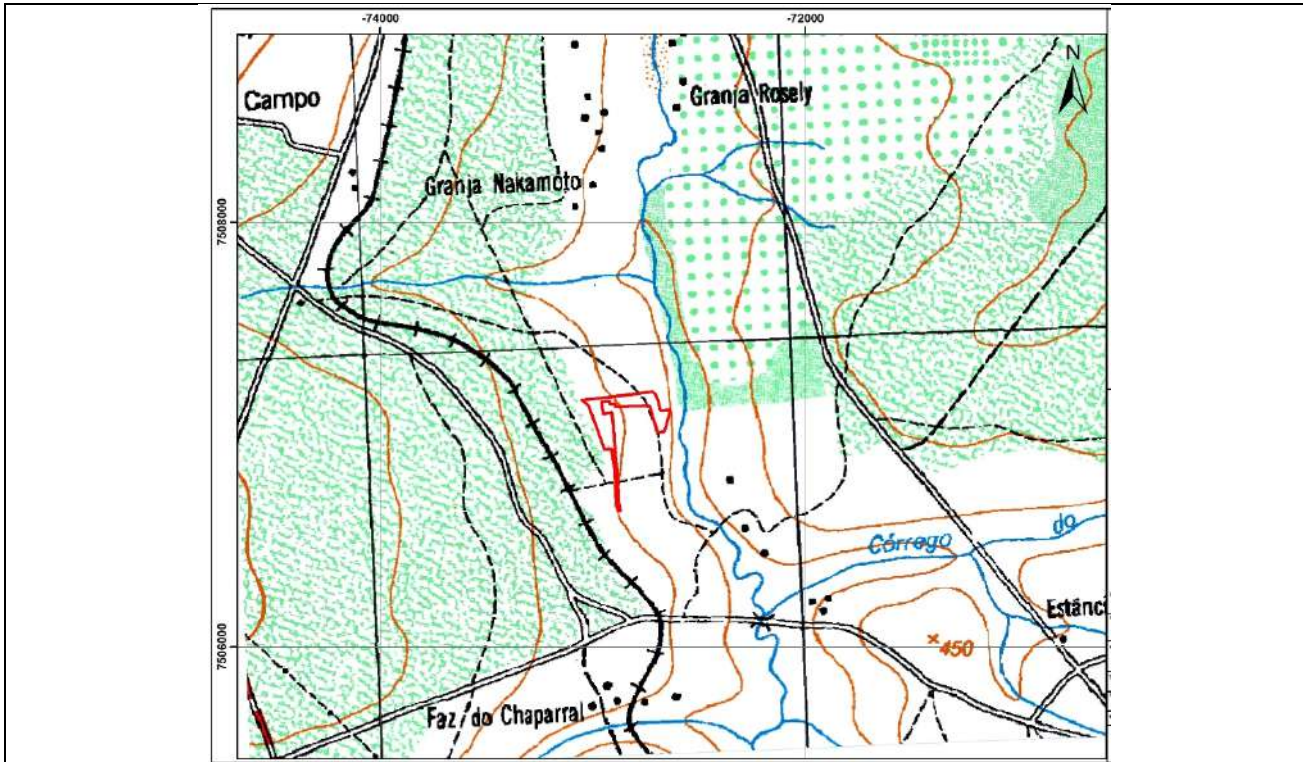 -74000
-72000
N
Campo
Granja Rosely
Granja Nakamoto
7508000
do
Córrego
Estânci
450
7506000
Faz. do Chaparral